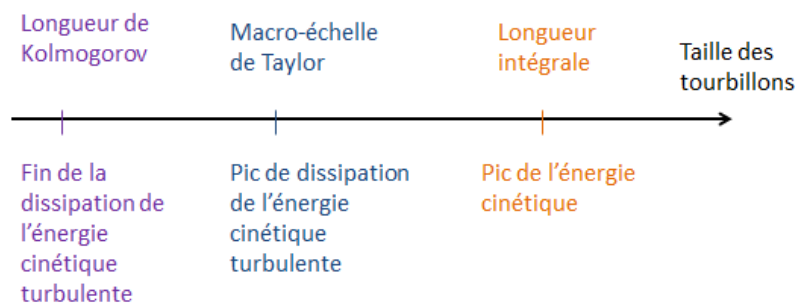 Longueur de
Kolmogorov
Macro-échelle
de Taylor
Longueur
intégrale
Taille des
tourbillons
Fin de la
dissipation de
l'énergie
cinétique
turbulente
Pic de dissipation
de l'énergie
cinétique
turbulente
Pic de l'énergie
cinétique